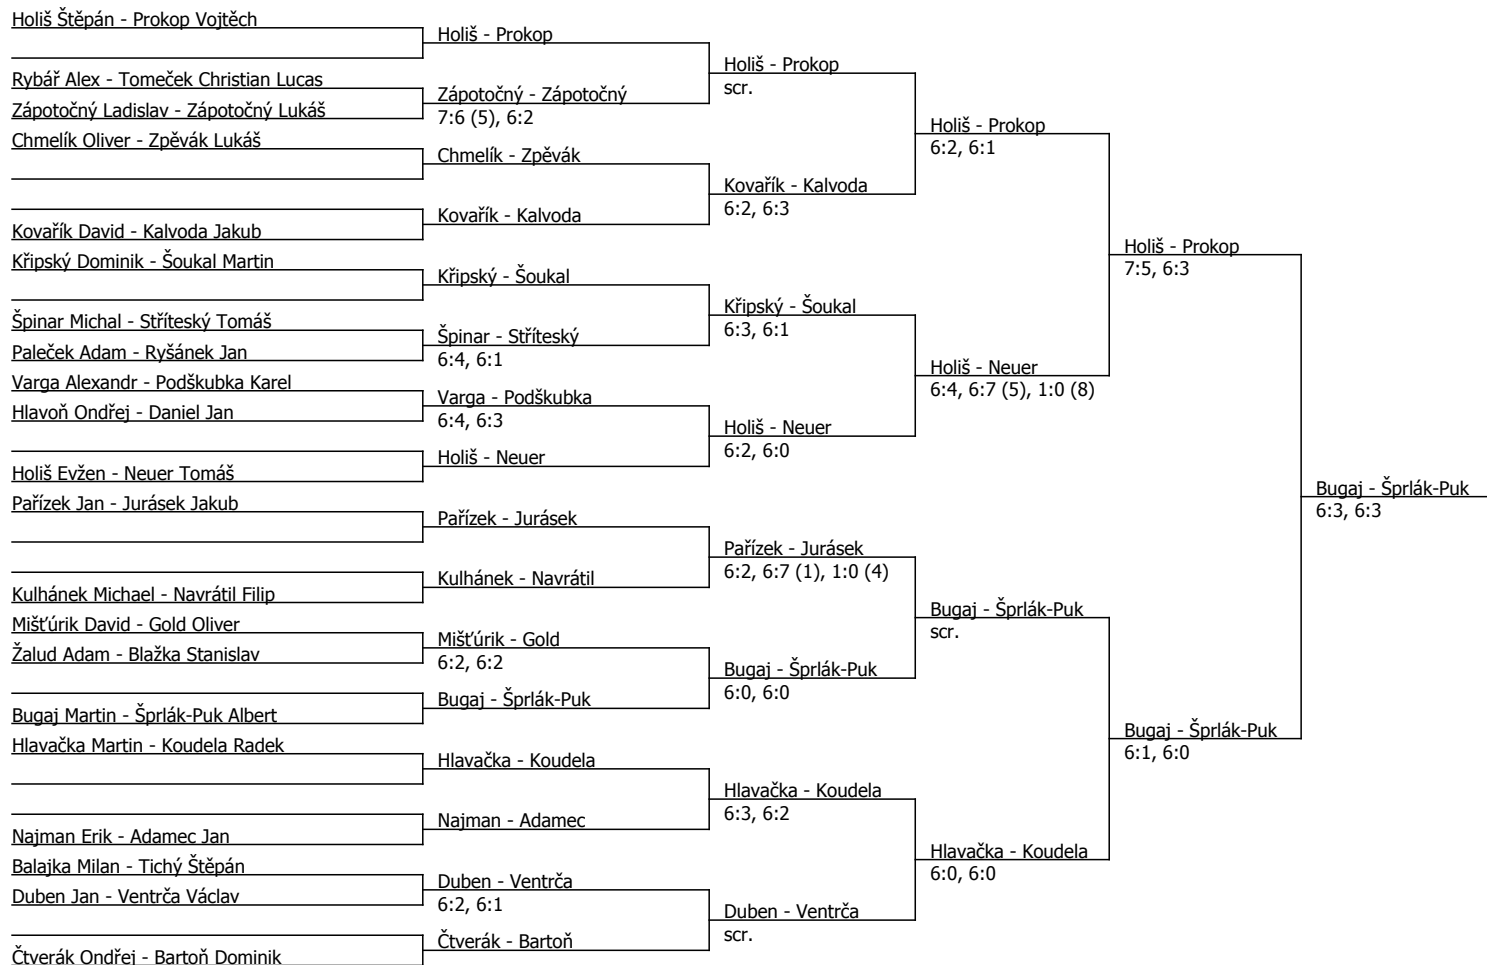 Holiš Štěpán - Prokop Vojtěch
Rybář Alex - Tomeček Christian Lucas
Zápotočný Ladislav - Zápotočný Lukáš
Chmelík Oliver - Zpěvák Lukáš
Kovařík David - Kalvoda Jakub
Křipský Dominik - Šoukal Martin
Špinar Michal - Stříteský Tomáš
Paleček Adam - Ryšánek Jan
Varga Alexandr - Podškubka Karel
Hlavoň Ondřej - Daniel Jan
Holiš Evžen - Neuer Tomáš
Pařízek Jan - Jurásek Jakub
Kulhánek Michael - Navrátil Filip
Mišťúrik David - Gold Oliver
Žalud Adam - Blažka Stanislav
Bugaj Martin - Šprlák-Puk Albert
Hlavačka Martin - Koudela Radek
Najman Erik - Adamec Jan
Balajka Milan - Tichý Štěpán
Duben Jan - Ventrča Václav
Čtverák Ondřej - Bartoň Dominik
Holiš - Prokop
Zápotočný - Zápotočný
7:6 (5), 6:2
Chmelík - Zpěvák
Kovařík - Kalvoda
Křipský - Šoukal
Špinar - Stříteský
6:4, 6:1
Varga - Podškubka
6:4, 6:3
Holiš - Neuer
Pařízek - Jurásek
Kulhánek - Navrátil
Mišťúrik - Gold
6:2, 6:2
Bugaj - Šprlák-Puk
Hlavačka - Koudela
Najman - Adamec
Duben - Ventrča
6:2, 6:1
Čtverák - Bartoň
Holiš - Prokop
scr.
Kovařík - Kalvoda
6:2, 6:3
Křipský - Šoukal
6:3, 6:1
Holiš - Neuer
6:2, 6:0
Pařízek - Jurásek
6:2, 6:7 (1), 1:0 (4)
Bugaj - Šprlák-Puk
6:0, 6:0
Hlavačka - Koudela
6:3, 6:2
Duben - Ventrča
scr.
Holiš - Prokop
6:2, 6:1
Holiš - Neuer
6:4, 6:7 (5), 1:0 (8)
Bugaj - Šprlák-Puk
scr.
Hlavačka - Koudela
6:0, 6:0
Holiš - Prokop
7:5, 6:3
Bugaj - Šprlák-Puk
6:1, 6:0
Bugaj - Šprlák-Puk
6:3, 6:3